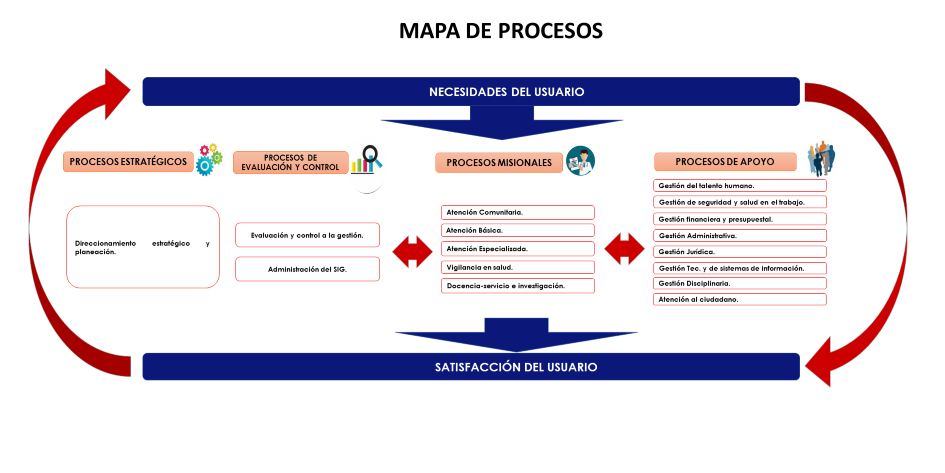 MAPA DE PROCESOS
NECESIDADES DEL USUARIO
PROCESOS ESTRATÉGICOS
Direccionamiento estratégico y
planeación.
PROCESOS DE
EVALUACIÓN Y CONTROL
Evaluación y control a la gestión.
Administración del SIG.
PROCESOS MISIONALES
Atención Comunitaria.
Atención Básica.
Atención Especializada.
Vigilancia en salud.
Docencia-servicio e investigación.
PROCESOS DE APOYO
Gestión del talento humano.
Gestión de seguridad y salud en el trabajo.
Gestión financiera y presupuestal.
Gestión Administrativa.
Gestión Jurídica.
Gestión Tec. y de sistemas de información.
Gestión Disciplinaria.
Atención al ciudadano.
SATISFACCIÓN DEL USUARIO